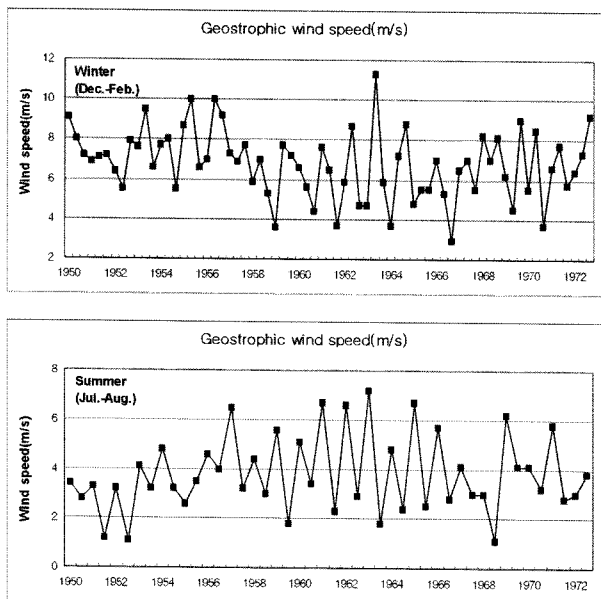 Geostrophic wind speed(m/s)
12
10
8
6
4
2
Wind speed(m/s)
Winter
(Dec.-Feb.)
1950 1952 1954 1956 1958 1960 1962 1964 1966 1968 1970 1972
Geostrophic wind speed(m/s)
8
6
4
2
0
Wind speed(m/s)
Summer
(Jul.-Aug.)
1950 1952 1954 1956 1958 1960 1962 1964 1966 1968 1970 1972